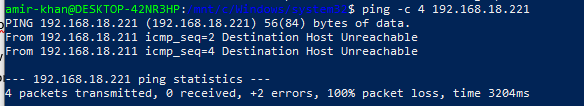 amir-khan@DESKTOP-42NR3HP:$ ping -c 4 192.168.18.221
PING 192.168.18.221 (192.168.18.221) 56(84) bytes of data.
From 192.168.18.211 icmp_seq=2 Destination Host Unreachable
From 192.168.18.211 icmp_seq=4 Destination Host Unreachable
--- 192.168.18.221 ping statistics ---
4 packets transmitted, 0 received, +2 errors, 100% packet loss, time 3204ms